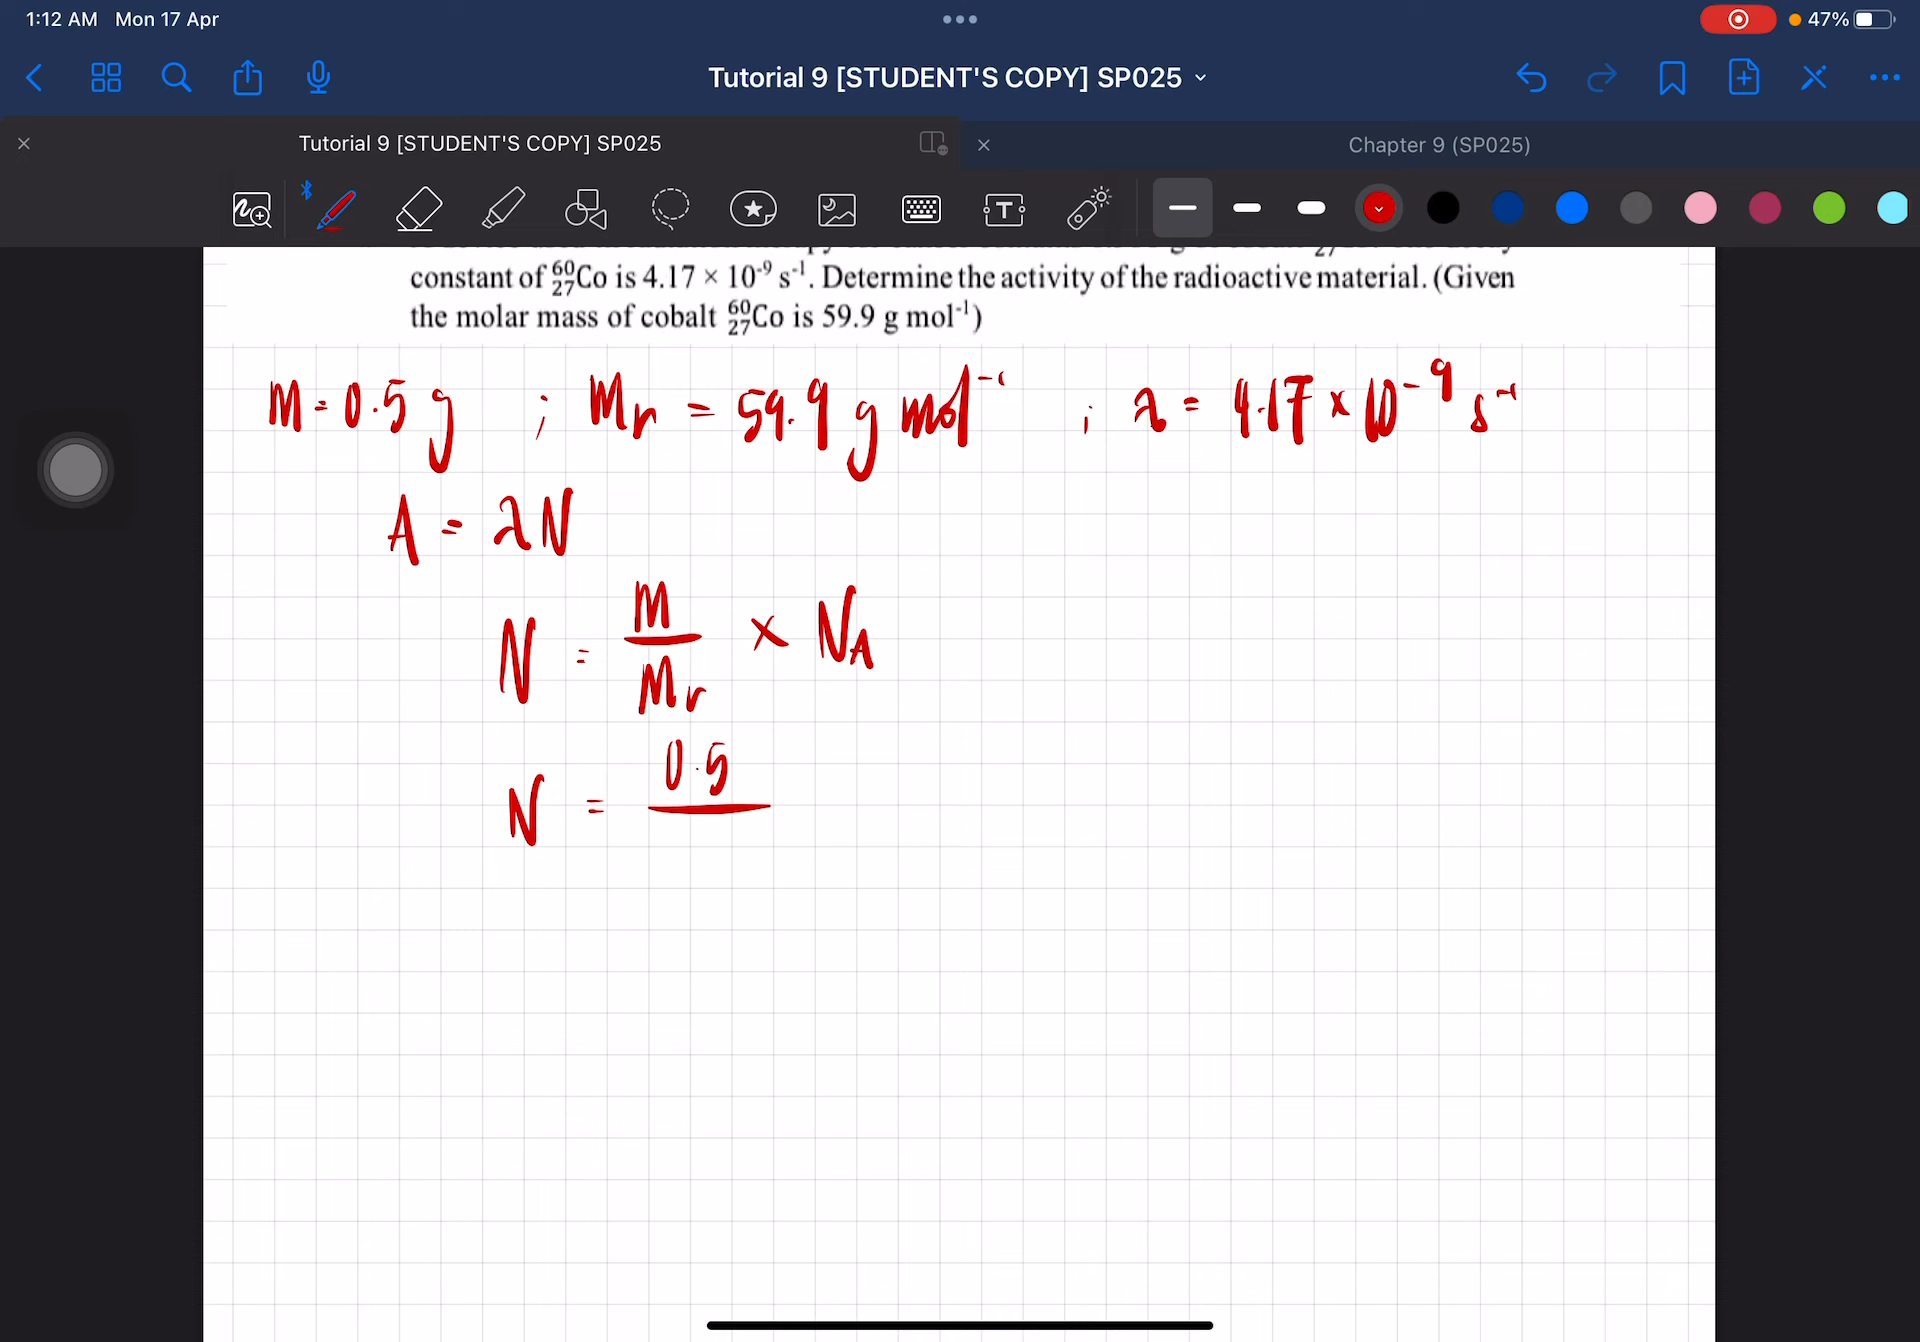 1:12 AM Mon 17 Apr
47%
Tutorial 9 [STUDENT'S COPY] SP025
Tutorial 9 [STUDENT'S COPY] SP025
Chapter 9 (SP025)
constant of ⁶⁰₂₇Co is 4.17 × 10⁻⁹ s⁻¹. Determine the activity of the radioactive material. (Given
the molar mass of cobalt ⁶⁰₂₇Co is 59.9 g mol⁻¹)
M = 0.5 g ; Mr = 59.9 g mol⁻¹ ; λ = 4.17 × 10⁻⁹ s⁻¹
A = λN
N = M / Mr × N_A
N = 0.5